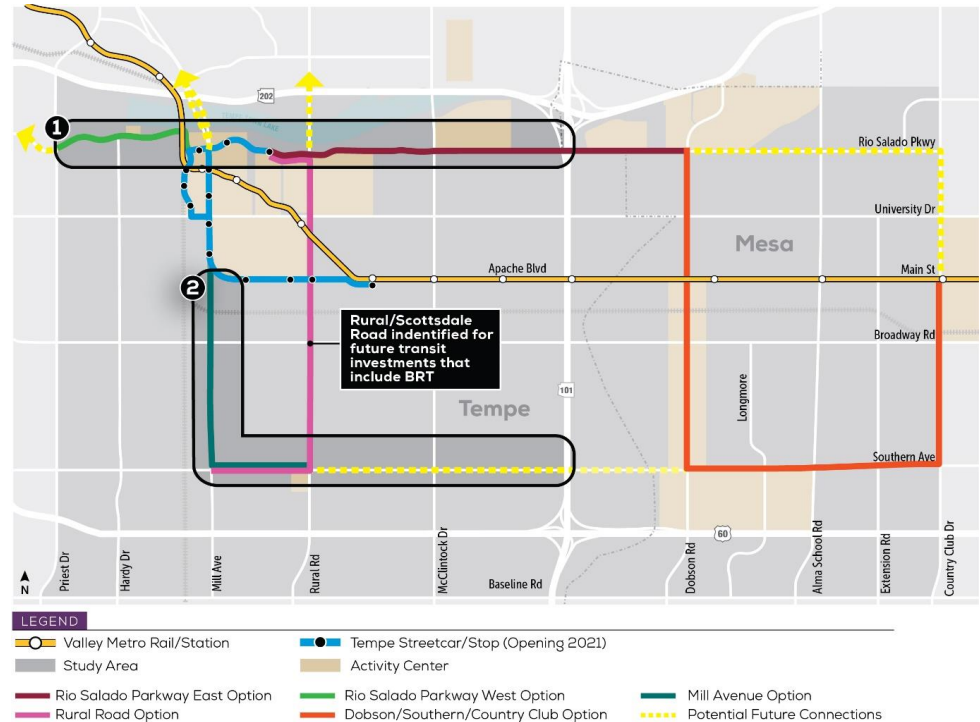 202
1
Rio Salado Pkwy
University Dr
Mesa
Apache Blvd
Main St
2
Rural/Scottsdale
Road indentified for
future transit
investments that
include BRT
Broadway Rd
101
Longmore
Tempe
Southern Ave
60
N
Priest Dr
Hardy Dr
Mill Ave
Rural Rd
McClintock Dr
Baseline Rd
Dobson Rd
Alma School Rd
Extension Rd
Country Club Dr
LEGEND
Valley Metro Rail/Station
Tempe Streetcar/Stop (Opening 2021)
Study Area
Activity Center
Rio Salado Parkway East Option
Rio Salado Parkway West Option
Mill Avenue Option
Rural Road Option
Dobson/Southern/Country Club Option
Potential Future Connections